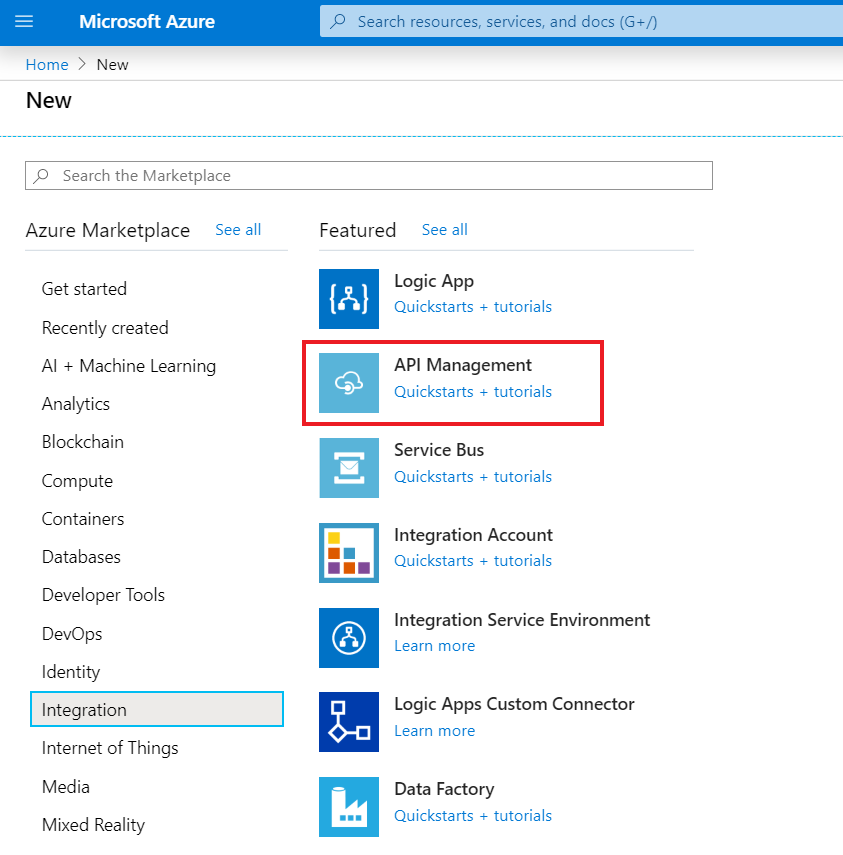 Microsoft Azure
Search resources, services, and docs (G+/)
Home > New
New
Search the Marketplace
Azure Marketplace See all
Get started
Recently created
AI + Machine Learning
Analytics
Blockchain
Compute
Containers
Databases
Developer Tools
DevOps
Identity
Integration
Internet of Things
Media
Mixed Reality
Featured See all
Logic App
Quickstarts + tutorials
API Management
Quickstarts + tutorials
Service Bus
Quickstarts + tutorials
Integration Account
Quickstarts + tutorials
Integration Service Environment
Learn more
Logic Apps Custom Connector
Learn more
Data Factory
Quickstarts + tutorials